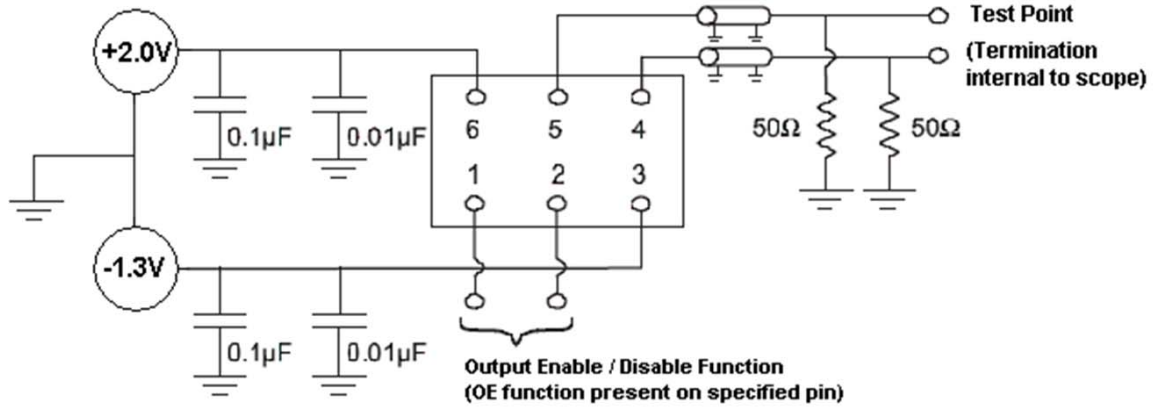 +2.0V
Test Point
(Termination
internal to scope)
0.1µF
0.01µF
6 5 4
50Ω
50Ω
1 2 3
-1.3V
0.1µF
0.01µF
Output Enable / Disable Function
(OE function present on specified pin)